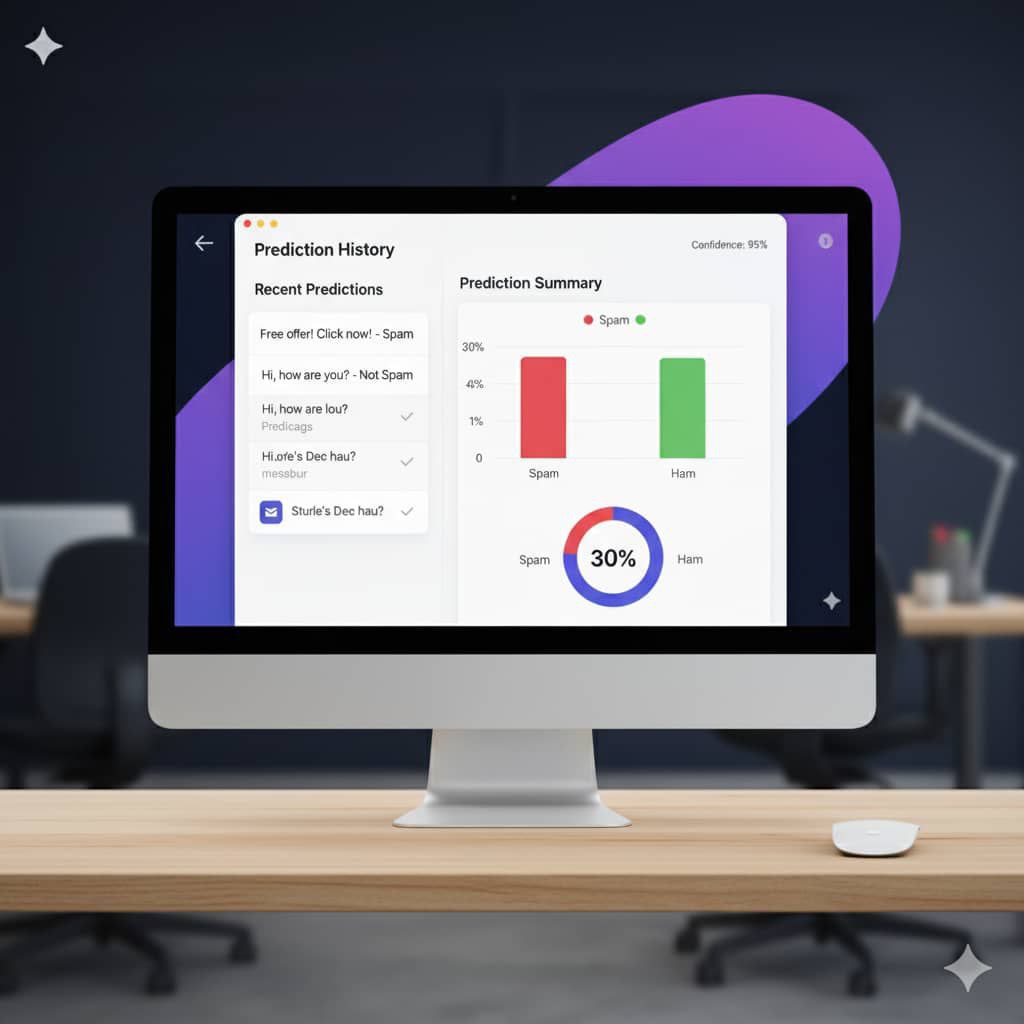 Prediction History
Confidence: 95%
Recent Predictions
Free offer! Click now! - Spam
Hi, how are you? - Not Spam
Hi, how are lou?
Predicags
Hi.ore's Dec hau?
messbur
Sturle's Dec hau?
Prediction Summary
Spam
30%
4%
1%
0
Spam
Ham
Spam
30%
Ham